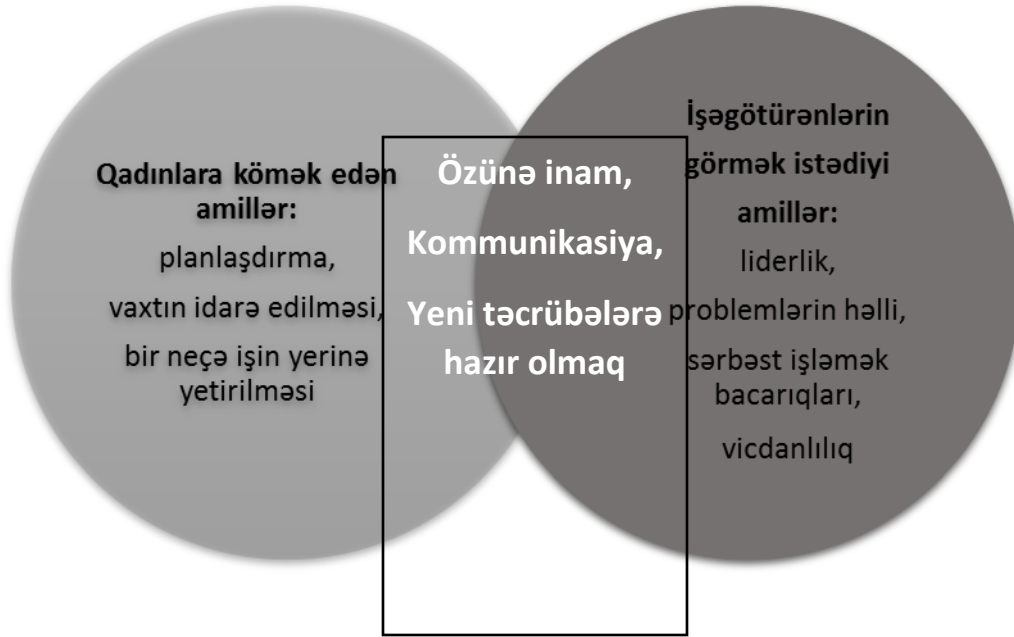 Qadınlara kömək edən
amillər:
planlaşdırma,
vaxtın idarə edilməsi,
bir neçə işin yerinə
yetirilməsi
Özünə inam,
Kommunikasiya,
Yeni təcrübələrə
hazır olmaq
İşəgötürənlərin
görmək istədiyi
amillər:
liderlik,
problemlərin həlli,
sərbəst işləmək
bacarıqları,
vicdanlılıq